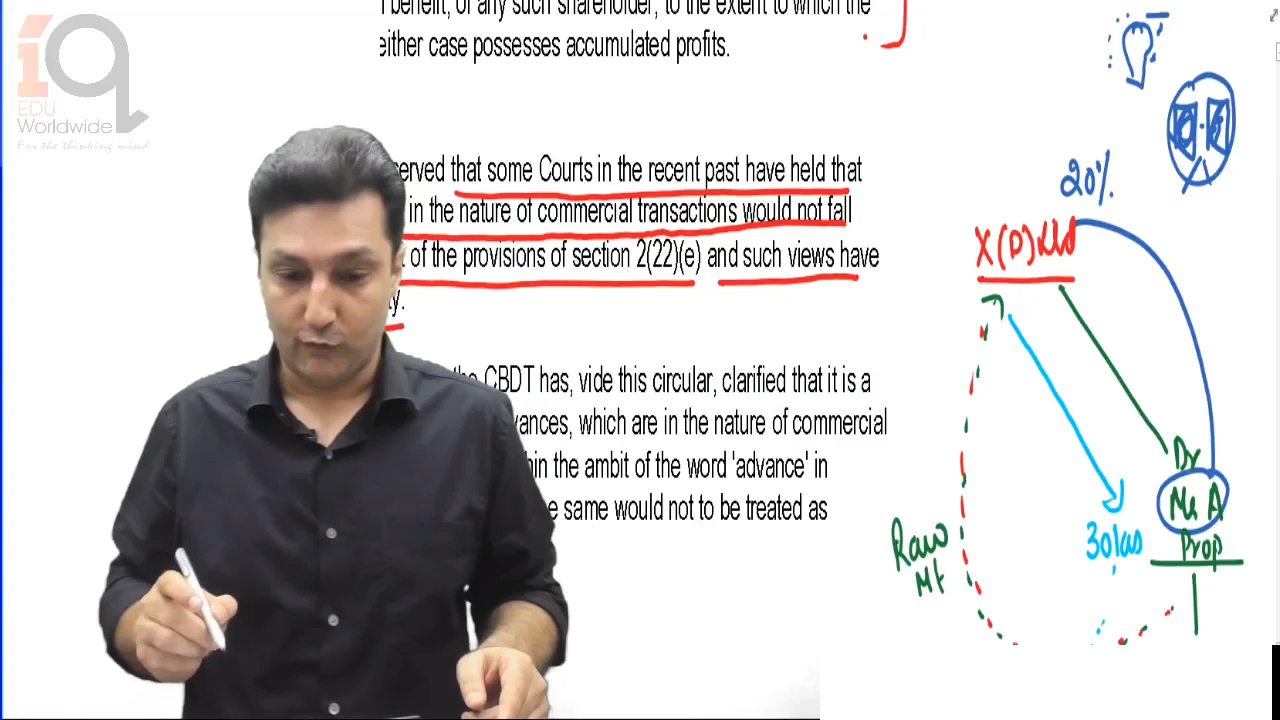 iQ
EDU
Worldwide
For the thinking mind
benefit, of any such shareholder, to the extent to which the
either case possesses accumulated profits.
erved that some Courts in the recent past have held that
in the nature of commercial transactions would not fall
of the provisions of section 2(22)(e) and such views have
ty.
the CBDT has, vide this circular, clarified that it is a
vances, which are in the nature of commercial
hin the ambit of the word 'advance' in
e same would not to be treated as
20%
X(P)Ltd
Dr
Mr A
Prop
30 lacs
Raw
Mt